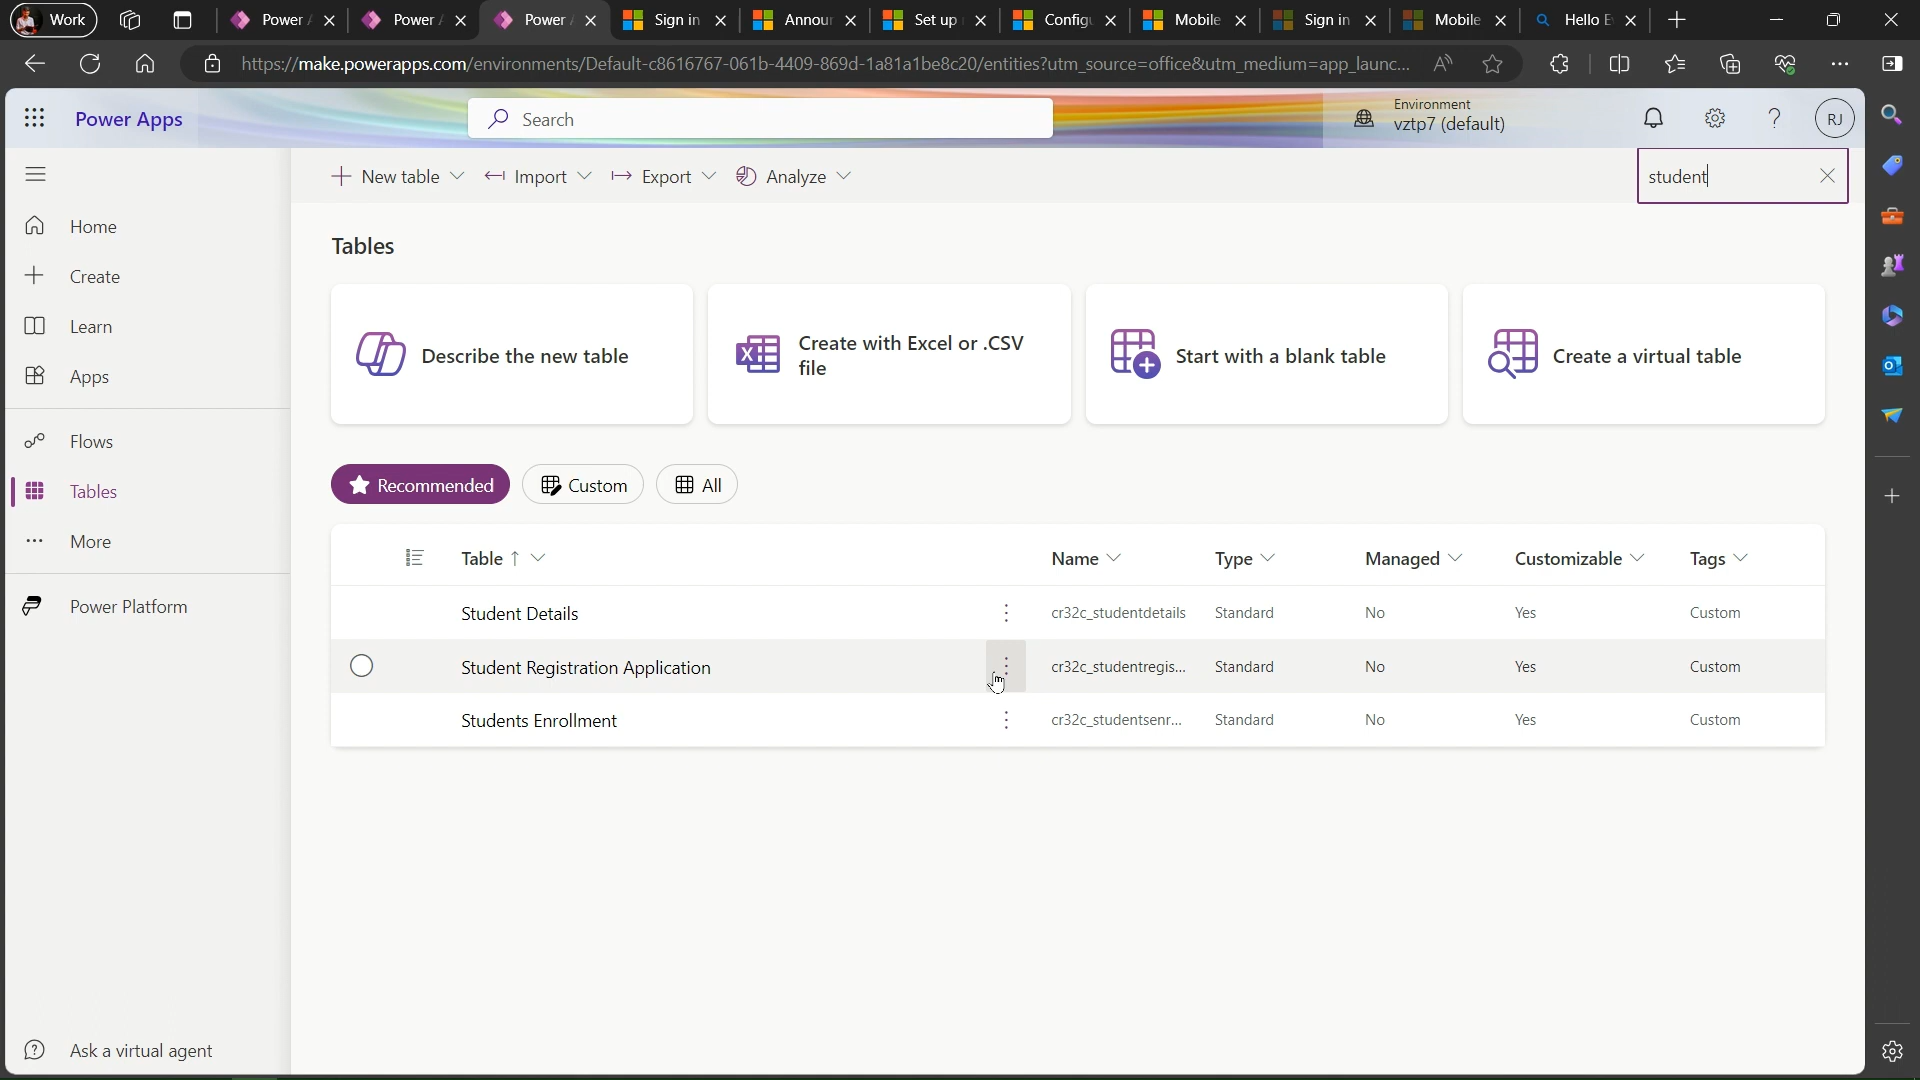 Work
Power A
Power A
Power A
Sign in
Annour
Set up
Configu
Mobile
Sign in
Mobile
Hello E
https://make.powerapps.com/environments/Default-c8616767-061b-4409-869d-1a81a1be8c20/entities?utm_source=office&utm_medium=app_launc...
Power Apps
Search
Environment
vztp7 (default)
RJ
New table
Import
Export
Analyze
student
Home
Create
Learn
Apps
Flows
Tables
More
Power Platform
Ask a virtual agent
Tables
Describe the new table
Create with Excel or .CSV
file
Start with a blank table
Create a virtual table
Recommended
Custom
All
Table ↑ Name Type Managed Customizable Tags
Student Details cr32c_studentdetails Standard No Yes Custom
Student Registration Application cr32c_studentregis... Standard No Yes Custom
Students Enrollment cr32c_studentsenr... Standard No Yes Custom